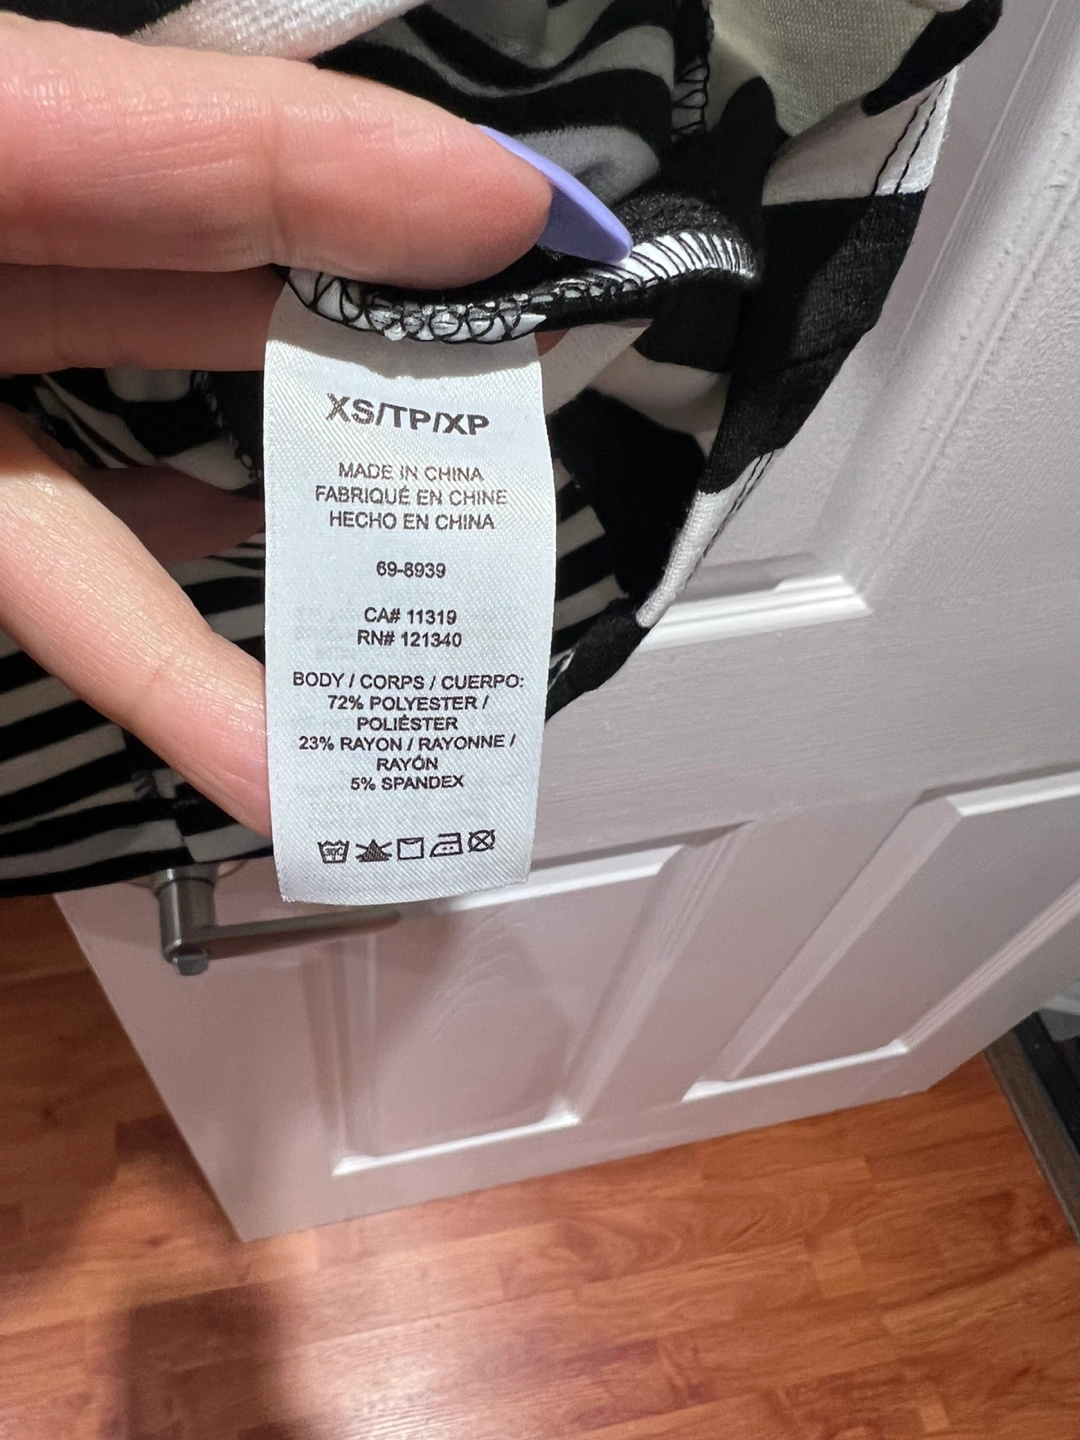 XS/TP/XP
MADE IN CHINA
FABRIQUÉ EN CHINE
HECHO EN CHINA
69-8939
CA# 11319
RN# 121340
BODY / CORPS / CUERPO:
72% POLYESTER /
POLIÉSTER
23% RAYON / RAYONNE /
RAYÓN
5% SPANDEX
30C